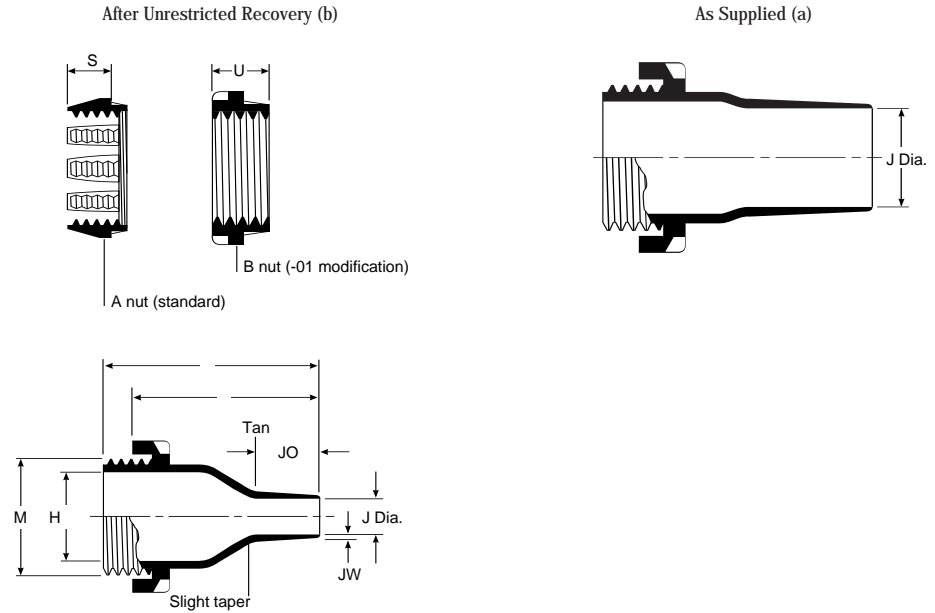 After Unrestricted Recovery (b)
As Supplied (a)
S
U
J Dia.
B nut (-01 modification)
A nut (standard)
Tan
JO
M
H
J Dia.
JW
Slight taper